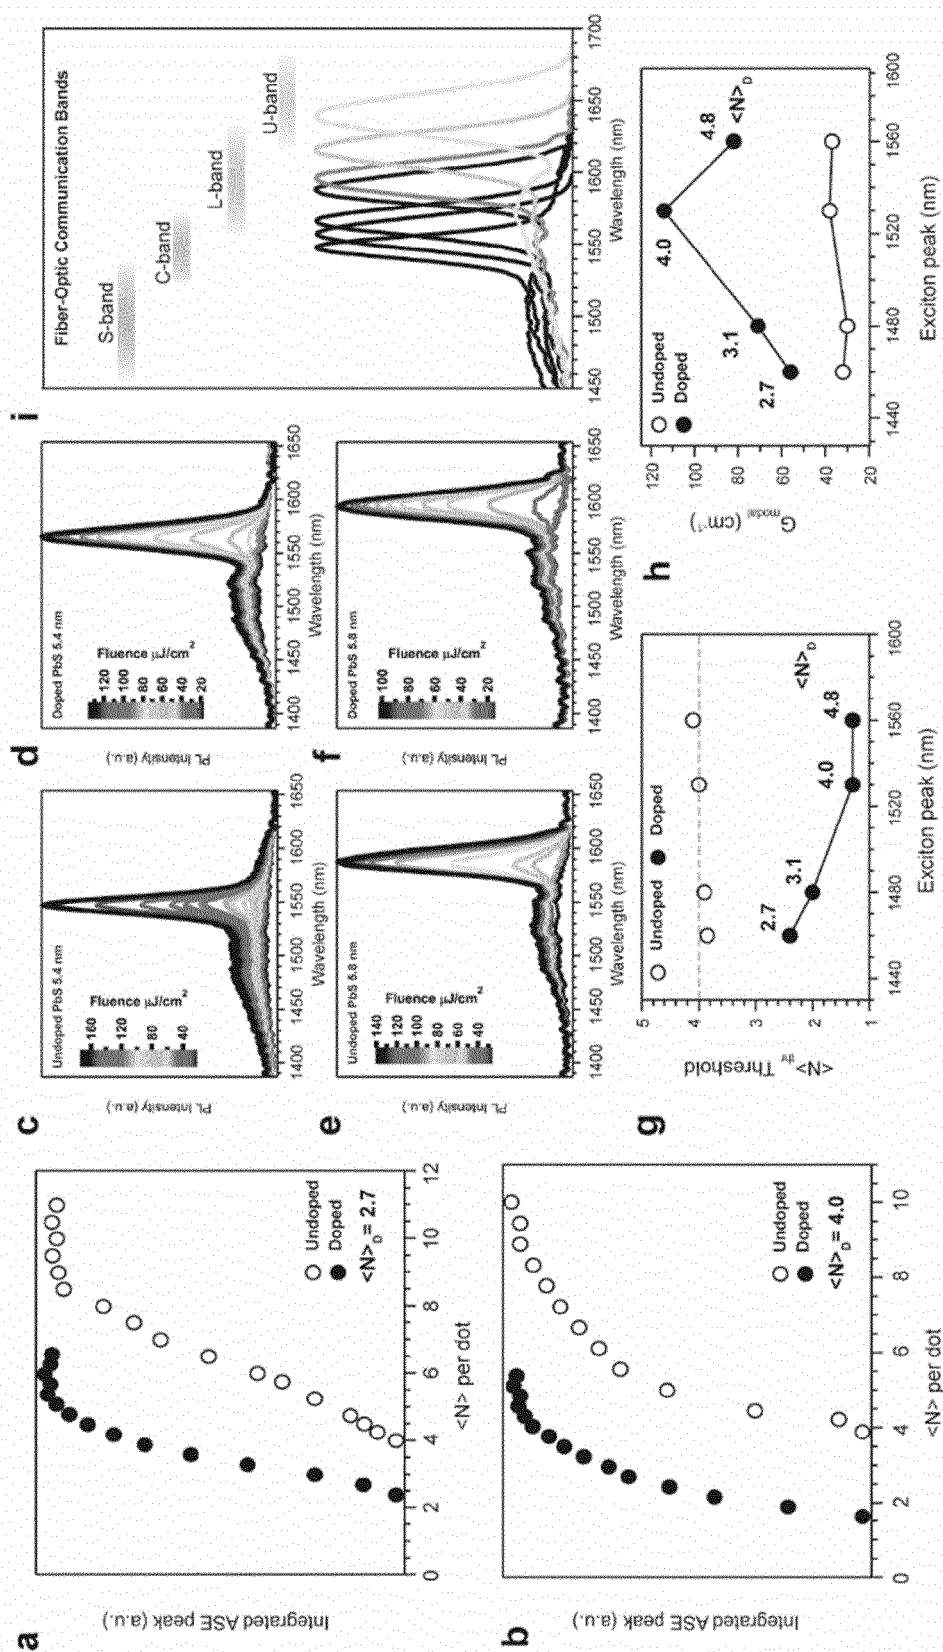 a
Integrated ASE peak (a.u.)
Undoped
Doped
<N>D = 2.7
0 2 4 6 8 10 12
<N> per dot
b
Integrated ASE peak (a.u.)
Undoped
Doped
<N>D = 4.0
0 2 4 6 8 10
<N> per dot
c
PL Intensity (a.u.)
Undoped PbS 5.4 nm
Fluence μJ/cm2
160 120 80 40
1400 1450 1500 1550 1600 1650
Wavelength (nm)
d
PL Intensity (a.u.)
Doped PbS 5.4 nm
Fluence μJ/cm2
120 100 80 60 40 20
1400 1450 1500 1550 1600 1650
Wavelength (nm)
e
PL Intensity (a.u.)
Undoped PbS 5.8 nm
Fluence μJ/cm2
140 120 100 80 60 40
1400 1450 1500 1550 1600 1650
Wavelength (nm)
f
PL Intensity (a.u.)
Doped PbS 5.8 nm
Fluence μJ/cm2
100 80 60 40 20
1400 1450 1500 1550 1600 1650
Wavelength (nm)
g
<N>thr Threshold
5
4
3
2
1
Undoped Doped
2.7
3.1
4.0
4.8
<N>D
1440 1480 1520 1560 1600
Exciton peak (nm)
h
Gmodal (cm-1)
120
100
80
60
40
20
Undoped
Doped
2.7
3.1
4.0
4.8
<N>D
1440 1480 1520 1560 1600
Exciton peak (nm)
i
Fiber-Optic Communication Bands
S-band
C-band
L-band
U-band
1450 1500 1550 1600 1650 1700
Wavelength (nm)